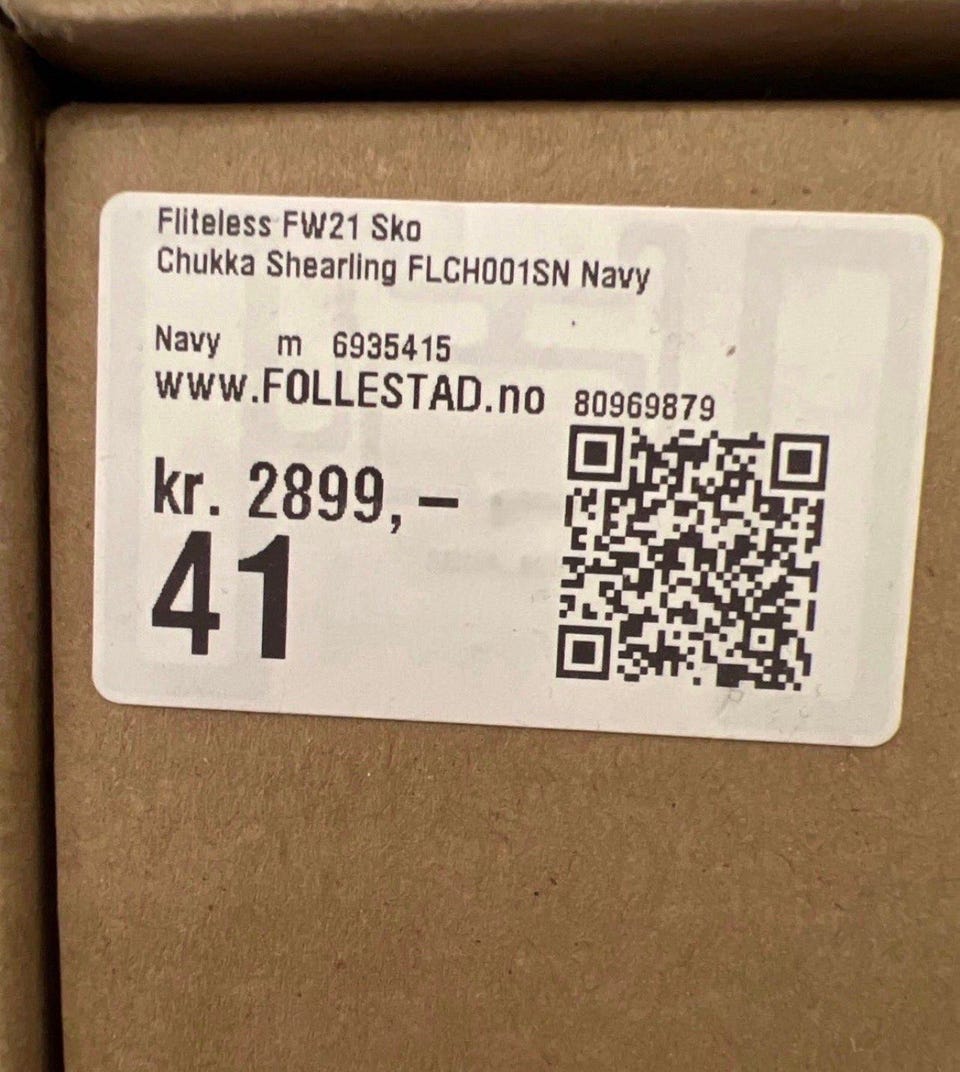 Fliteless FW21 Sko
Chukka Shearling FLCH001SN Navy
Navy m 6935415
www.FOLLESTAD.no 80969879
kr. 2899,–
41